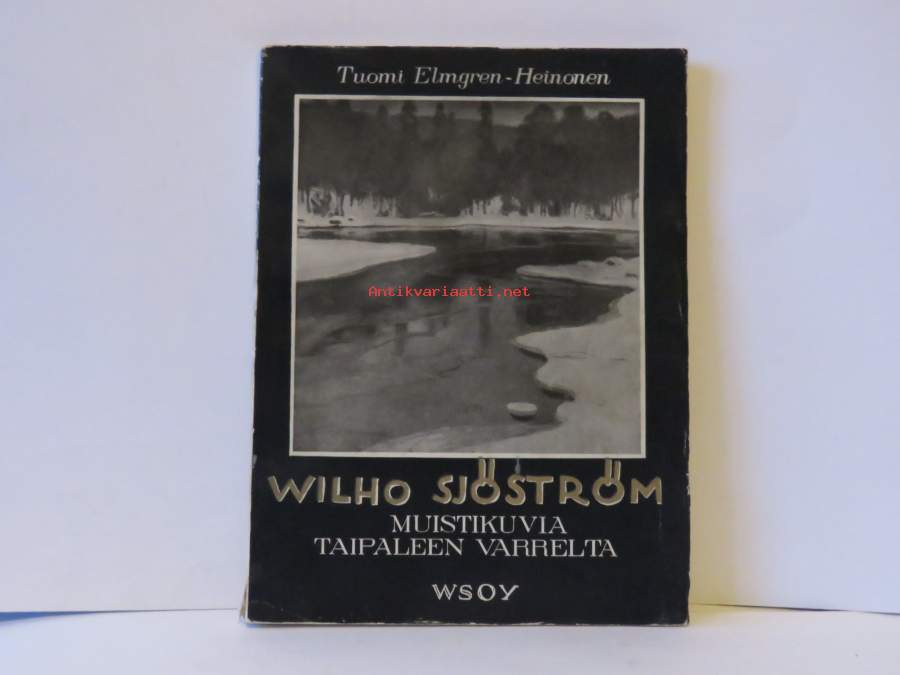 Tuomi Elmgren-Heinonen
Antikvariaatti.net
WILHO SJÖSTRÖM
MUISTIKUVIA
TAIPALEEN VARRELTA
WSOY